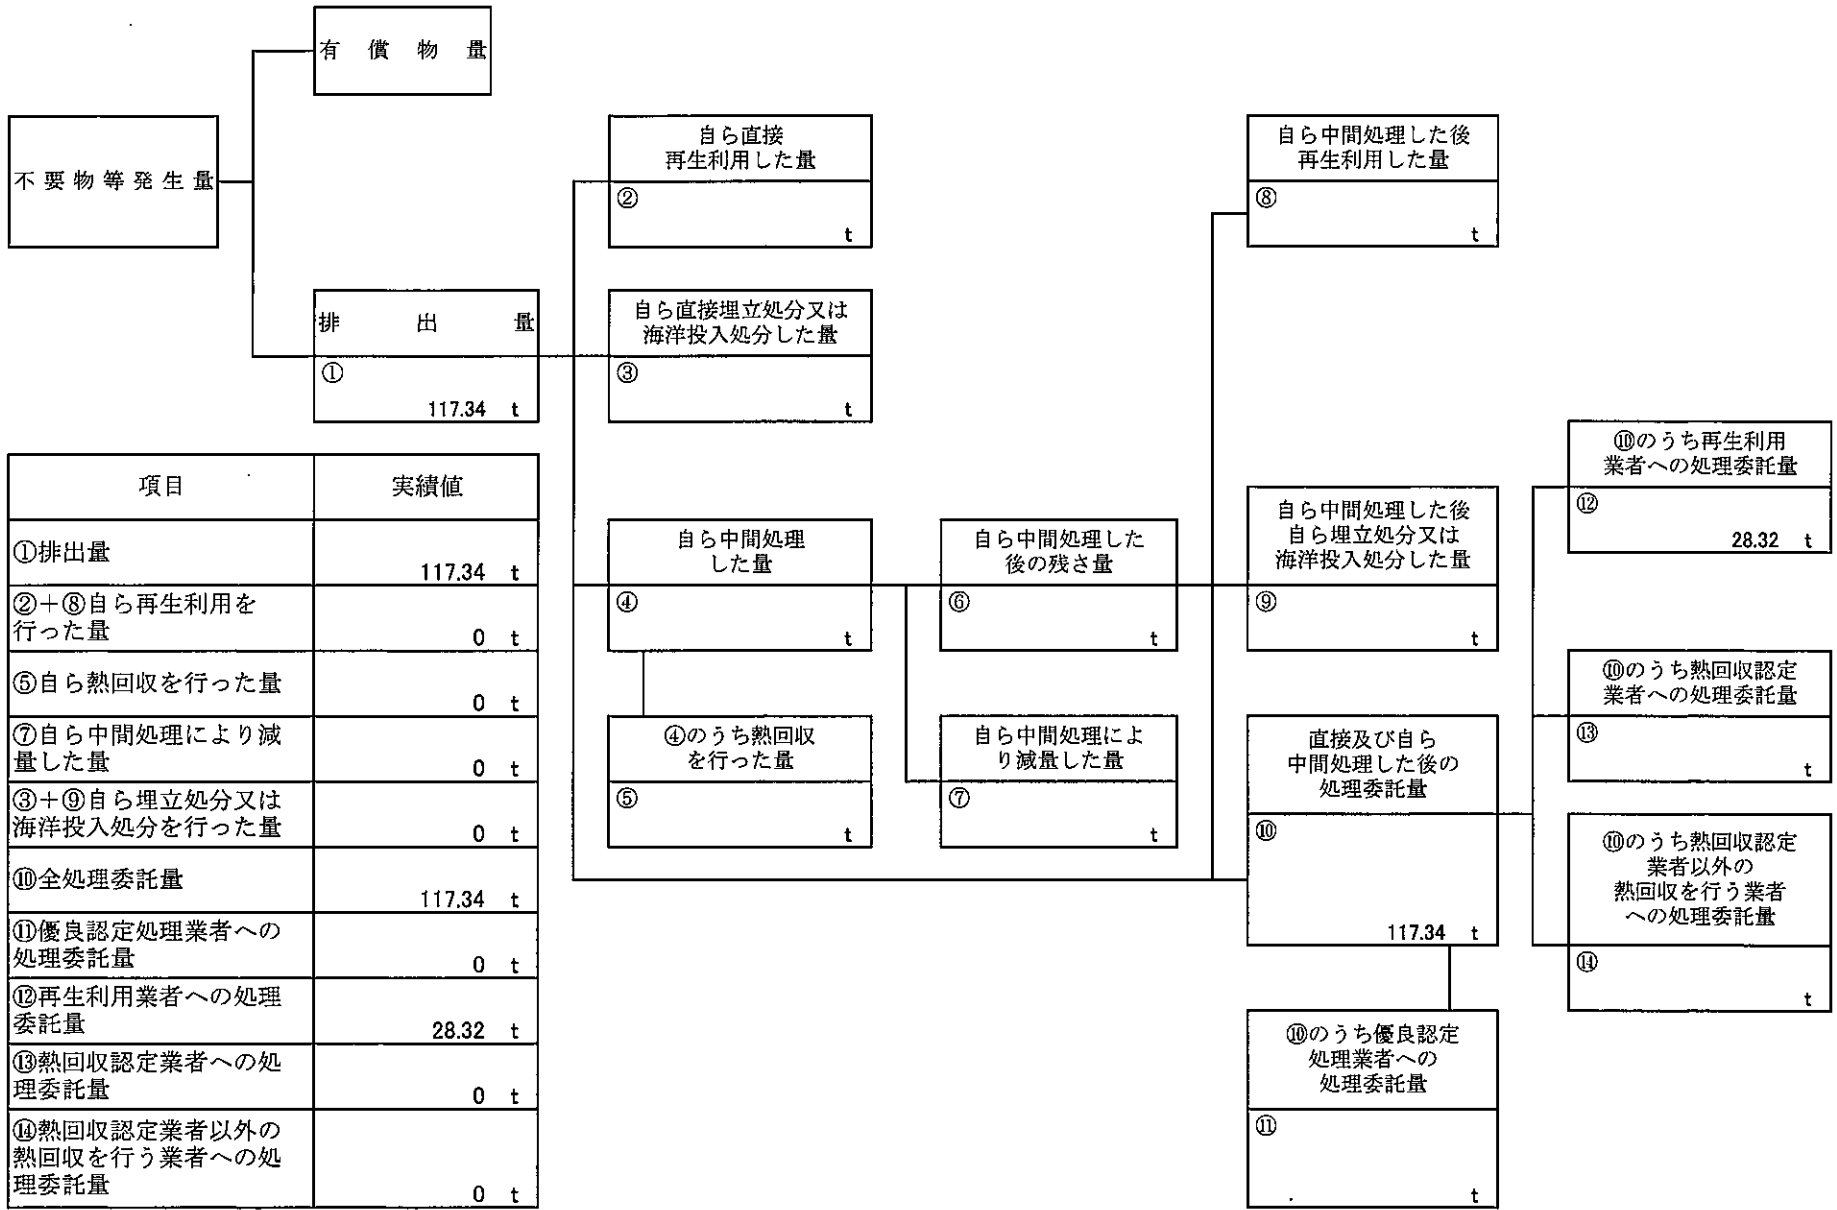 有償物量
不要物等発生量
排出量
①
117.34 t
自ら直接
再生利用した量
②
t
自ら直接埋立処分又は
海洋投入処分した量
③
t
自ら中間処理
した量
④
t
④のうち熱回収
を行った量
⑤
t
自ら中間処理した
後の残さ量
⑥
t
自ら中間処理によ
り減量した量
⑦
t
自ら中間処理した後
再生利用した量
⑧
t
自ら中間処理した後
自ら埋立処分又は
海洋投入処分した量
⑨
t
直接及び自ら
中間処理した後の
処理委託量
⑩
117.34 t
⑩のうち優良認定
処理業者への
処理委託量
⑪
t
⑩のうち再生利用
業者への処理委託量
⑫
28.32 t
⑩のうち熱回収認定
業者への処理委託量
⑬
t
⑩のうち熱回収認定
業者以外の
熱回収を行う業者
への処理委託量
⑭
t
項目 実績値
①排出量
117.34 t
②+⑧自ら再生利用を
行った量
0 t
⑤自ら熱回収を行った量
0 t
⑦自ら中間処理により減
量した量
0 t
③+⑨自ら埋立処分又は
海洋投入処分を行った量
0 t
⑩全処理委託量
117.34 t
⑪優良認定処理業者への
処理委託量
0 t
⑫再生利用業者への処理
委託量
28.32 t
⑬熱回収認定業者への処
理委託量
0 t
⑭熱回収認定業者以外の
熱回収を行う業者への処
理委託量
0 t